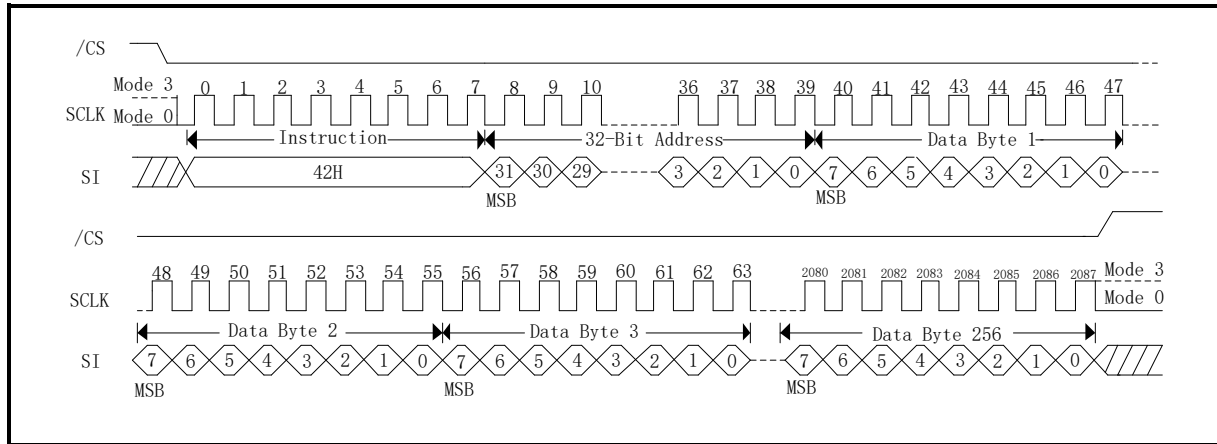 /CS
Mode 3
0 1 2 3 4 5 6 7 8 9 10 36 37 38 39 40 41 42 43 44 45 46 47
SCLK
Mode 0
Instruction 32-Bit Address Data Byte 1
SI 42H 31 30 29 3 2 1 0 7 6 5 4 3 2 1 0
MSB MSB
/CS
48 49 50 51 52 53 54 55 56 57 58 59 60 61 62 63 2080 2081 2082 2083 2084 2085 2086 2087 Mode 3
SCLK Mode 0
Data Byte 2 Data Byte 3 Data Byte 256
SI 7 6 5 4 3 2 1 0 7 6 5 4 3 2 1 0 7 6 5 4 3 2 1 0
MSB MSB MSB